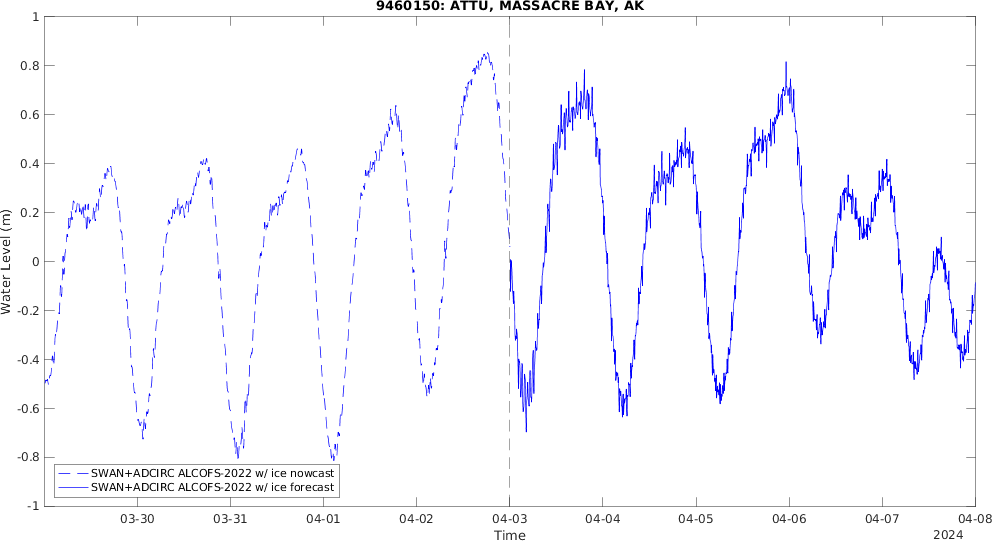 9460150: ATTU, MASSACRE BAY, AK
1
0.8
0.6
0.4
0.2
0
-0.2
-0.4
-0.6
-0.8
-1
Water Level (m)
SWAN+ADCIRC ALCOFS-2022 w/ ice nowcast
SWAN+ADCIRC ALCOFS-2022 w/ ice forecast
03-30 03-31 04-01 04-02 04-03 04-04 04-05 04-06 04-07 04-08
Time
2024